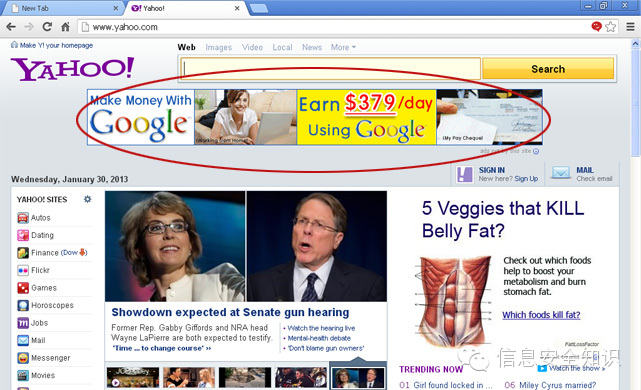 New Tab
Yahoo!
www.yahoo.com
Make Y! your homepage
Web Images Video Local News More
YAHOO!
Search
Make Money With
Google
Working From Home!
Earn $379/day
Using Google
(My Pay Cheque)
ads not by this site
Wednesday, January 30, 2013
SIGN IN
New here? Sign Up
MAIL
Check email
YAHOO! SITES
Autos
Dating
Finance (Dow)
Flickr
Games
Horoscopes
Jobs
Mail
Messenger
Movies
Showdown expected at Senate gun hearing
Former Rep. Gabby Giffords and NRA head
Wayne LaPierre are both expected to testify.
'Time ... to change course' »
• Watch the hearing live
• Mental-health debate
• 'Don't blame gun owners'
5 Veggies that KILL
Belly Fat?
Check out which foods
help to boost your
metabolism and burn
stomach fat.
Which foods kill fat?
FatLossFactor
TRENDING NOW
Watch the show »
01 Girl found locked in ...
06 Miley Cyrus married?
信息安全知识